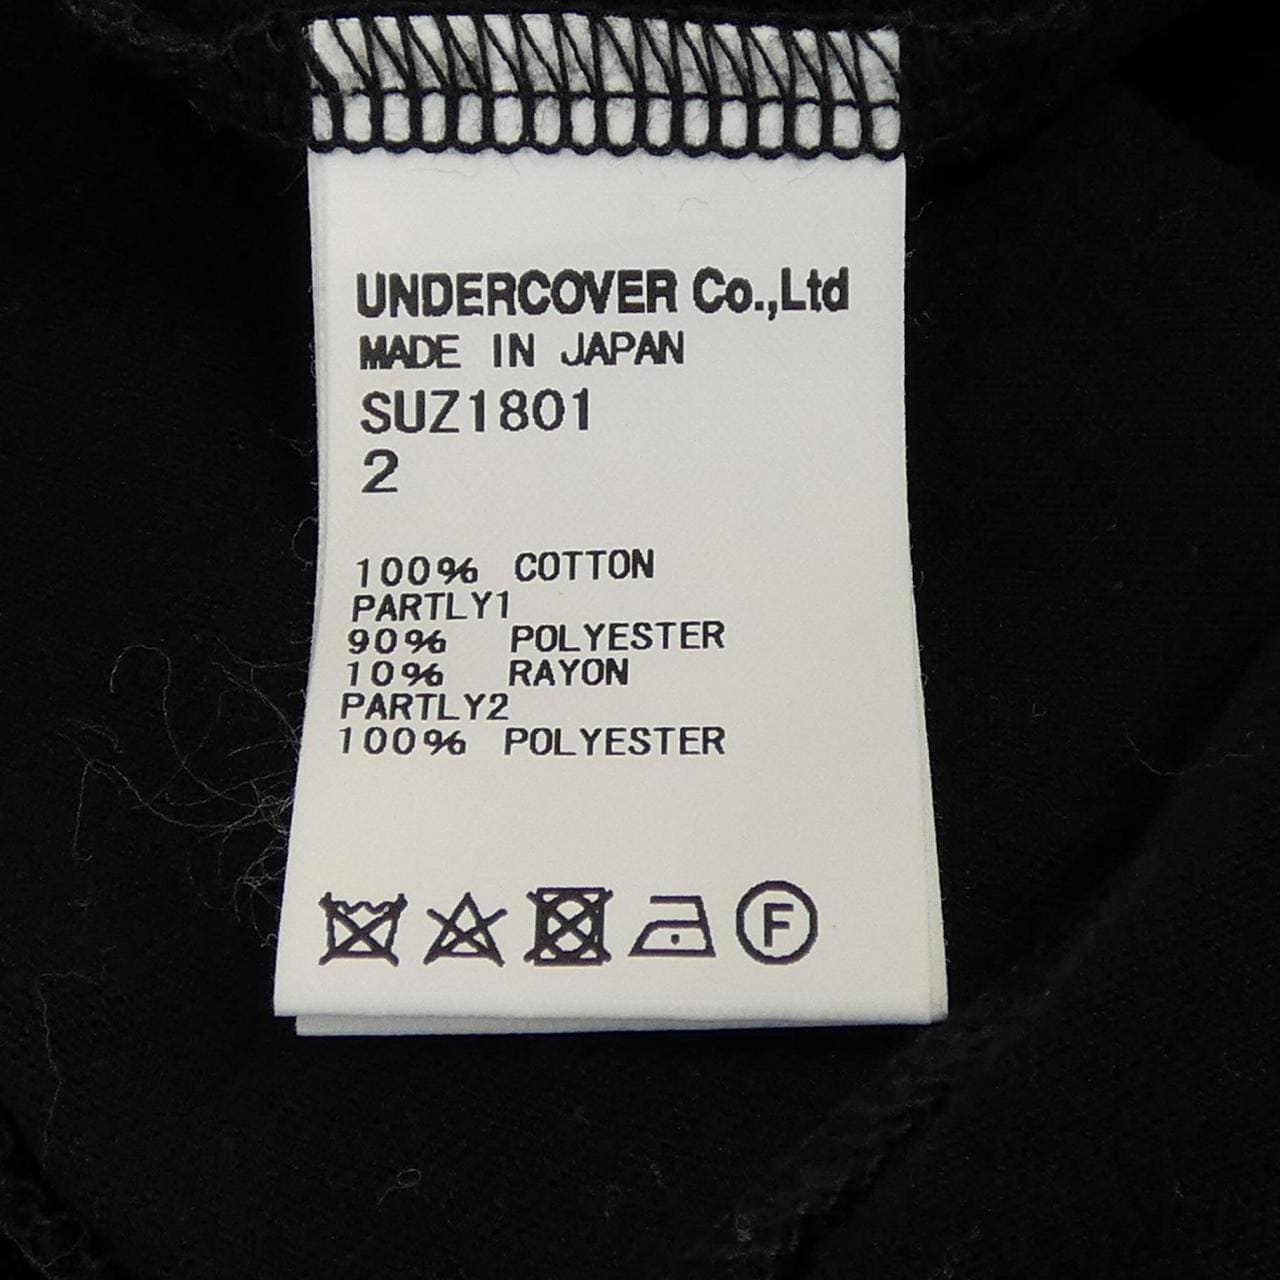 UNDERCOVER Co.,Ltd
MADE IN JAPAN
SUZ1801
2
100% COTTON
PARTLY1
90% POLYESTER
10% RAYON
PARTLY2
100% POLYESTER
F